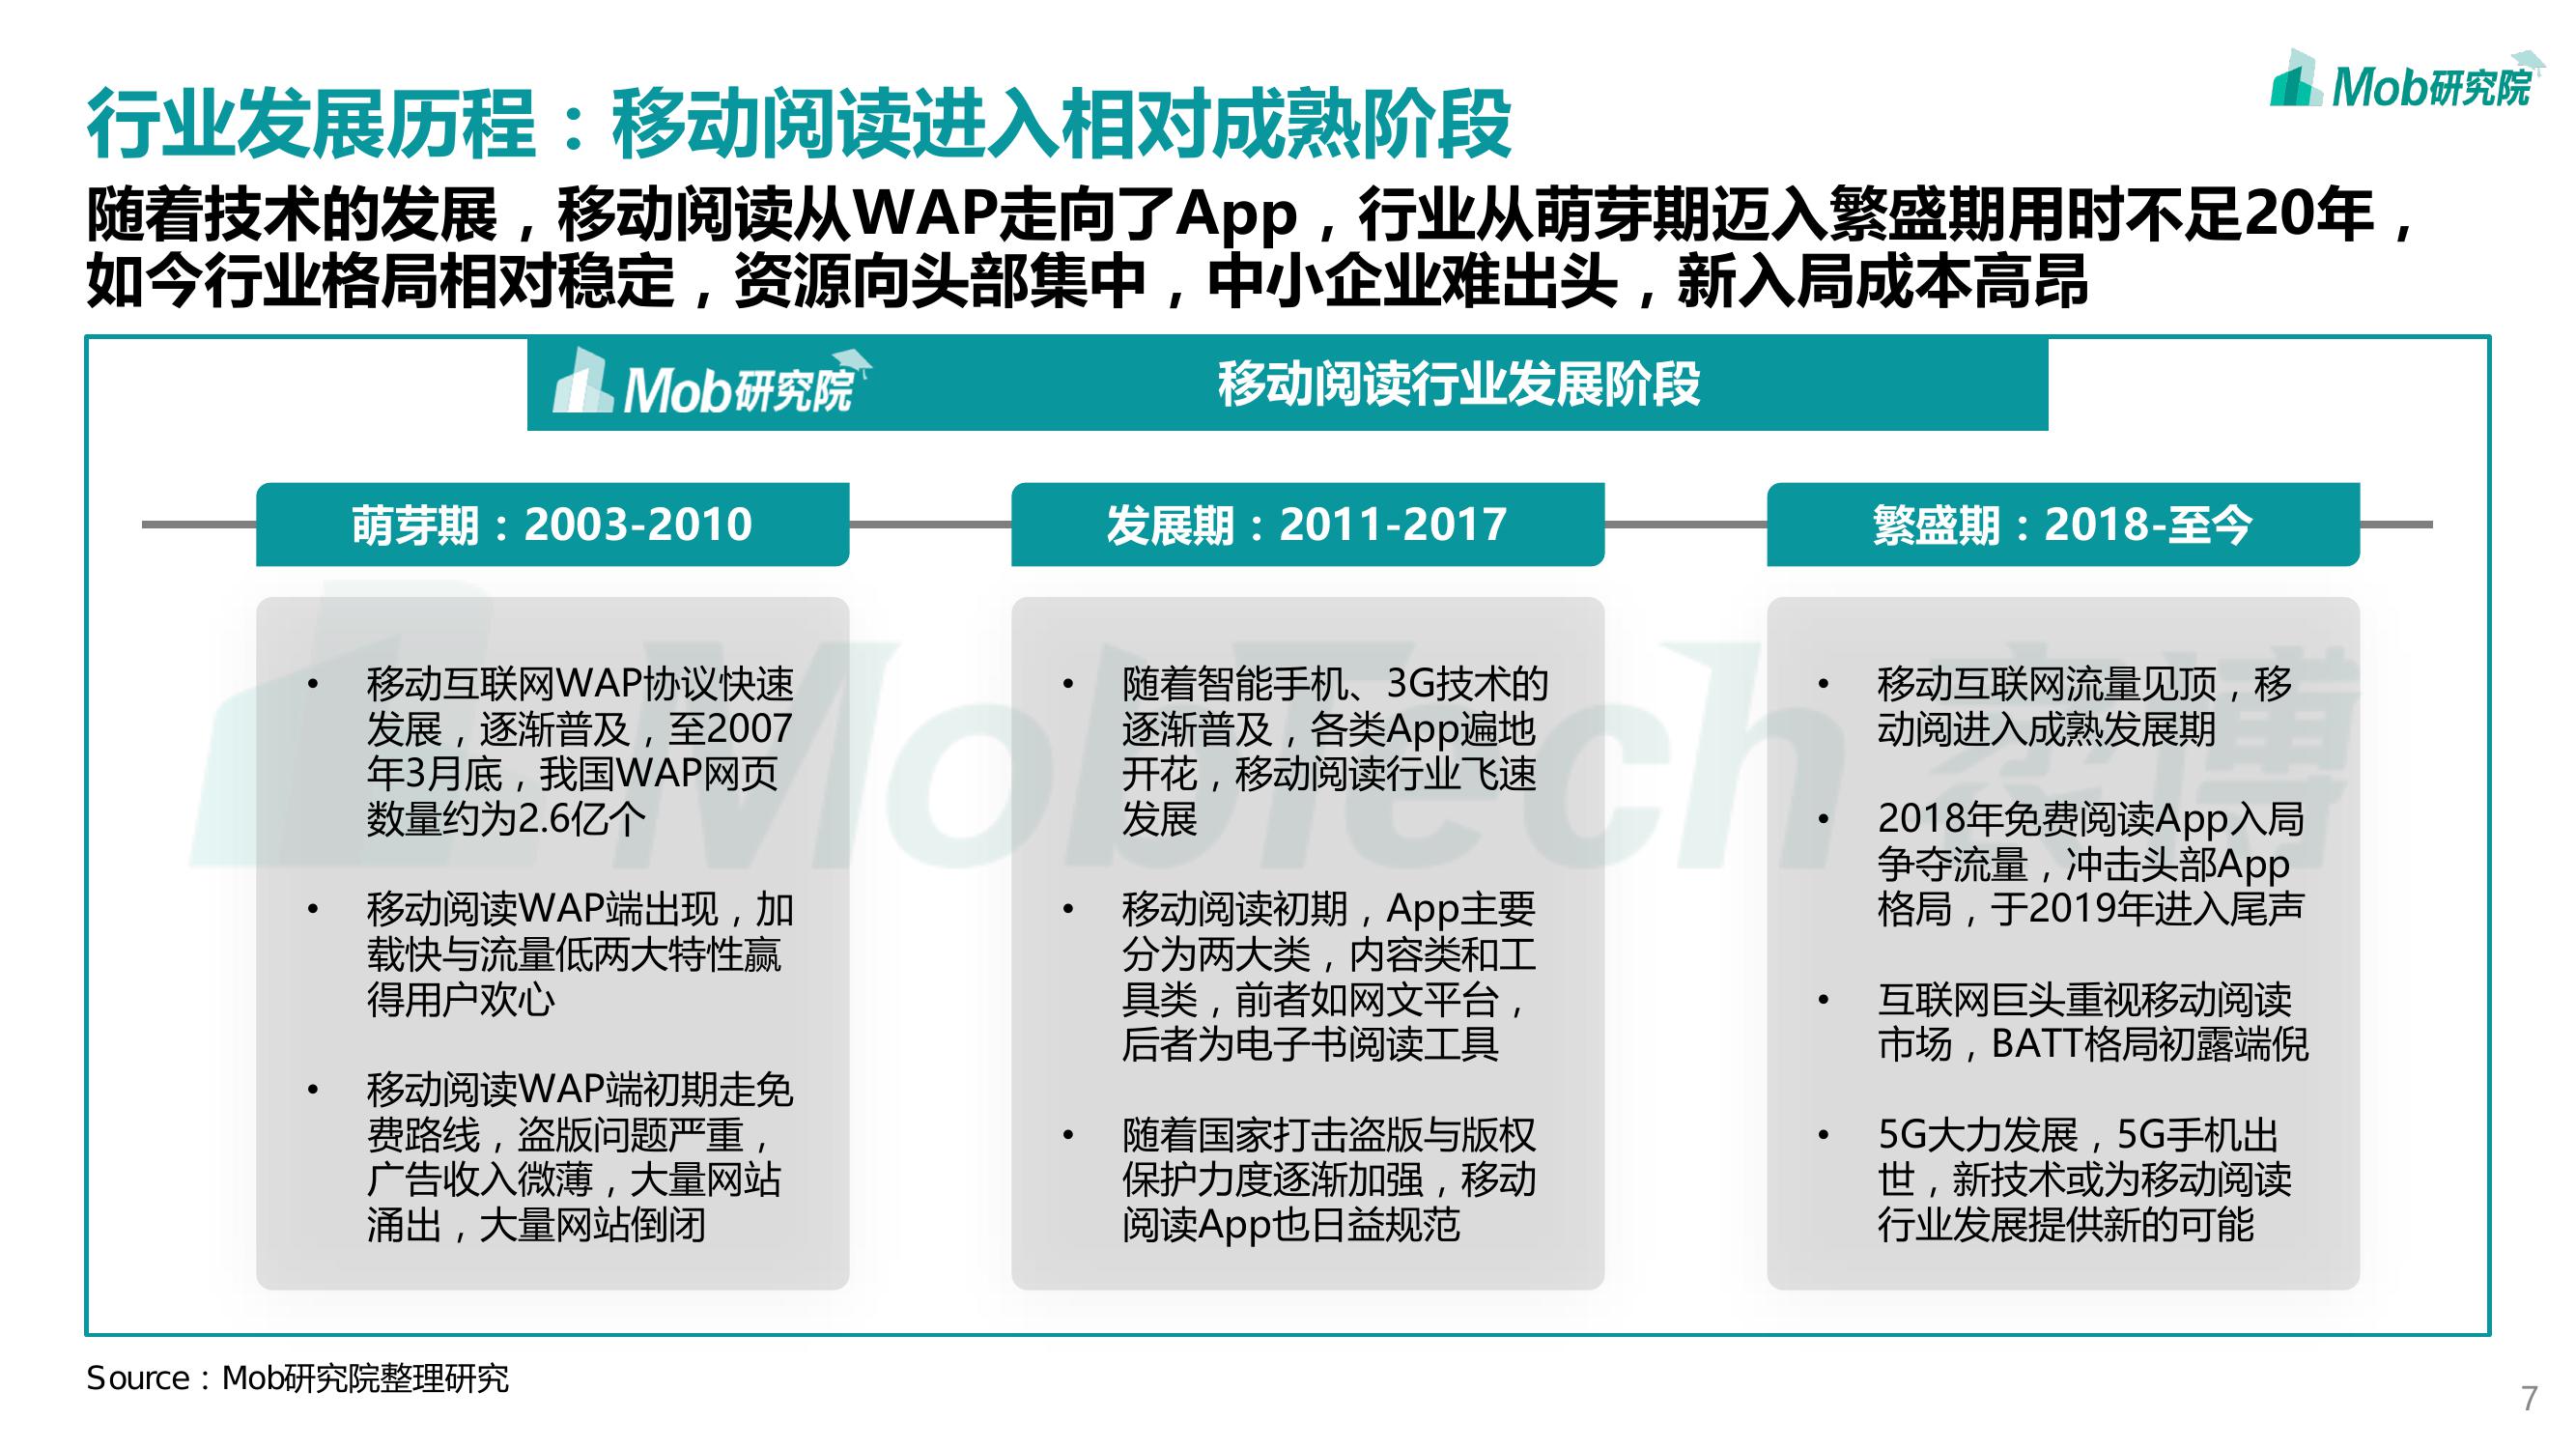 Mob研究院
行业发展历程：移动阅读进入相对成熟阶段
随着技术的发展，移动阅读从WAP走向了App，行业从萌芽期迈入繁盛期用时不足20年，
如今行业格局相对稳定，资源向头部集中，中小企业难出头，新入局成本高昂
Mob研究院
移动阅读行业发展阶段
萌芽期：2003-2010
• 移动互联网WAP协议快速
发展，逐渐普及，至2007
年3月底，我国WAP网页
数量约为2.6亿个
• 移动阅读WAP端出现，加
载快与流量低两大特性赢
得用户欢心
• 移动阅读WAP端初期走免
费路线，盗版问题严重，
广告收入微薄，大量网站
涌出，大量网站倒闭
发展期：2011-2017
• 随着智能手机、3G技术的
逐渐普及，各类App遍地
开花，移动阅读行业飞速
发展
• 移动阅读初期，App主要
分为两大类，内容类和工
具类，前者如网文平台，
后者为电子书阅读工具
• 随着国家打击盗版与版权
保护力度逐渐加强，移动
阅读App也日益规范
繁盛期：2018-至今
• 移动互联网流量见顶，移
动阅进入成熟发展期
• 2018年免费阅读App入局
争夺流量，冲击头部App
格局，于2019年进入尾声
• 互联网巨头重视移动阅读
市场，BATT格局初露端倪
• 5G大力发展，5G手机出
世，新技术或为移动阅读
行业发展提供新的可能
MobTech 袤博
Source：Mob研究院整理研究
7